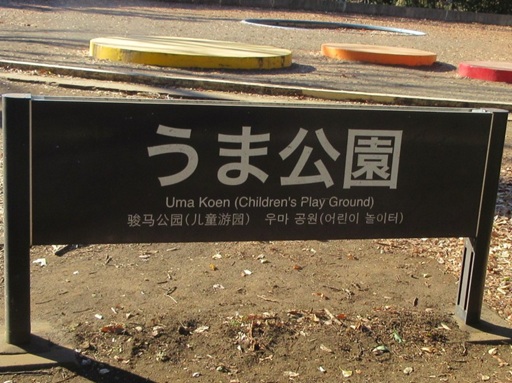 うま公園
Uma Koen (Children's Play Ground)
骏马公园(儿童游园) 우마 공원(어린이 놀이터)